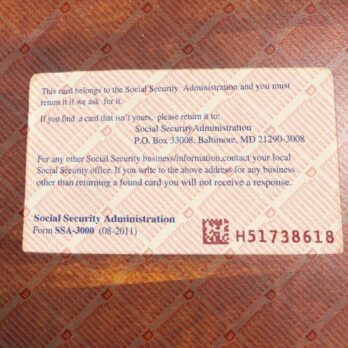 This card belongs to the Social Security Administration and you must
return it if we ask for it.
If you find a card that isn't yours, please return it to:
Social SecurityAdministration
P.O. Box 33008, Baltimore, MD 21290-3008
For any other Social Security business/information,contact your local
Social Security office. If you write to the above address for any business
other than returning a found card you will not receive a response.
Social Security Administration
Form SSA-3000 (08-2011)
H51738618